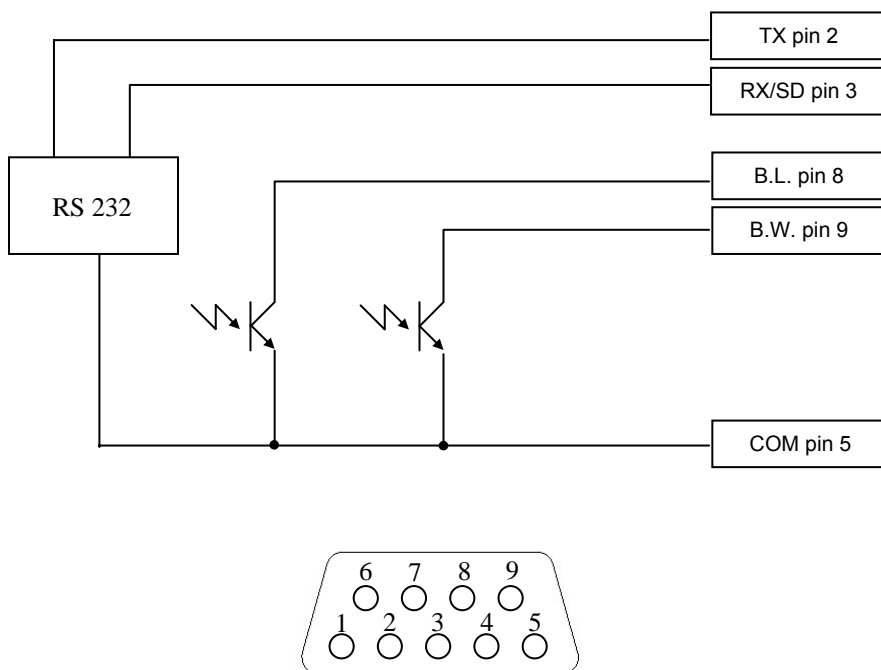 TX pin 2
RX/SD pin 3
RS 232
B.L. pin 8
B.W. pin 9
COM pin 5
6 7 8 9
1 2 3 4 5